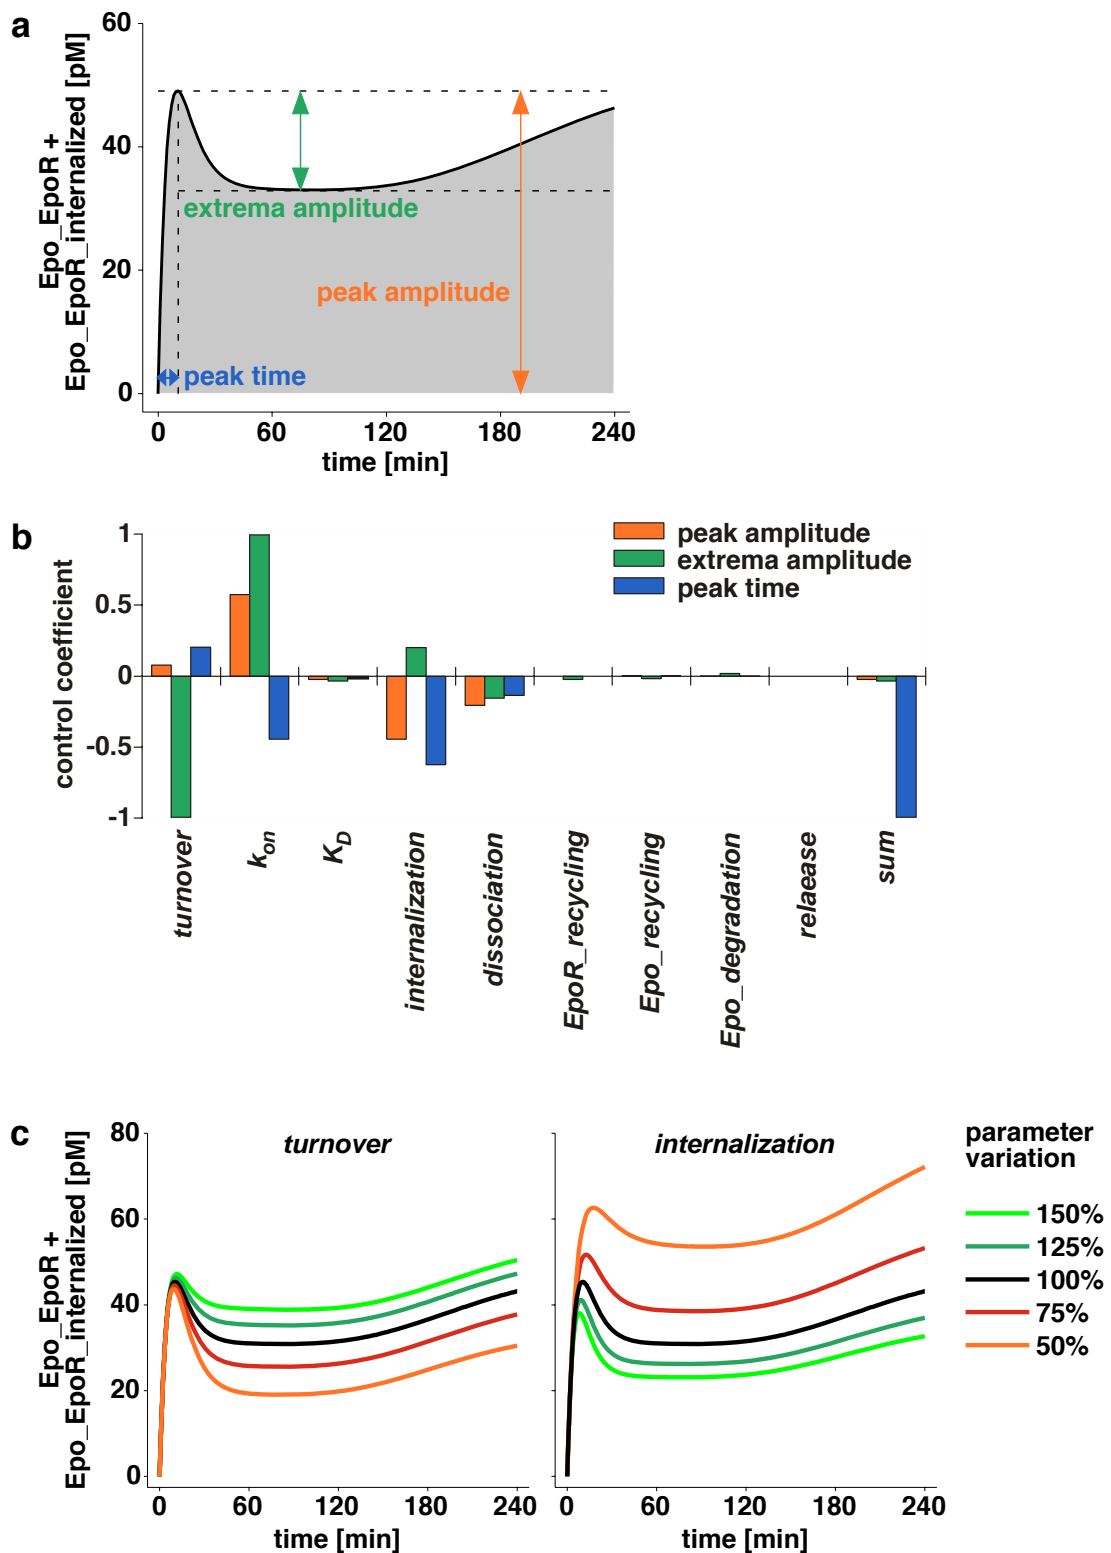 a
Epo_EpoR +
Epo_EpoR_internalized [pM]
60
40
20
0
extrema amplitude
peak amplitude
peak time
0 60 120 180 240
time [min]
b
control coefficient
1
0.5
0
-0.5
-1
peak amplitude
extrema amplitude
peak time
turnover
kon
KD
internalization
dissociation
EpoR_recycling
Epo_recycling
Epo_degradation
relaease
sum
c
Epo_EpoR +
Epo_EpoR_internalized [pM]
80
60
40
20
0
turnover
0 60 120 180 240
time [min]
internalization
0 60 120 180 240
time [min]
parameter
variation
150%
125%
100%
75%
50%